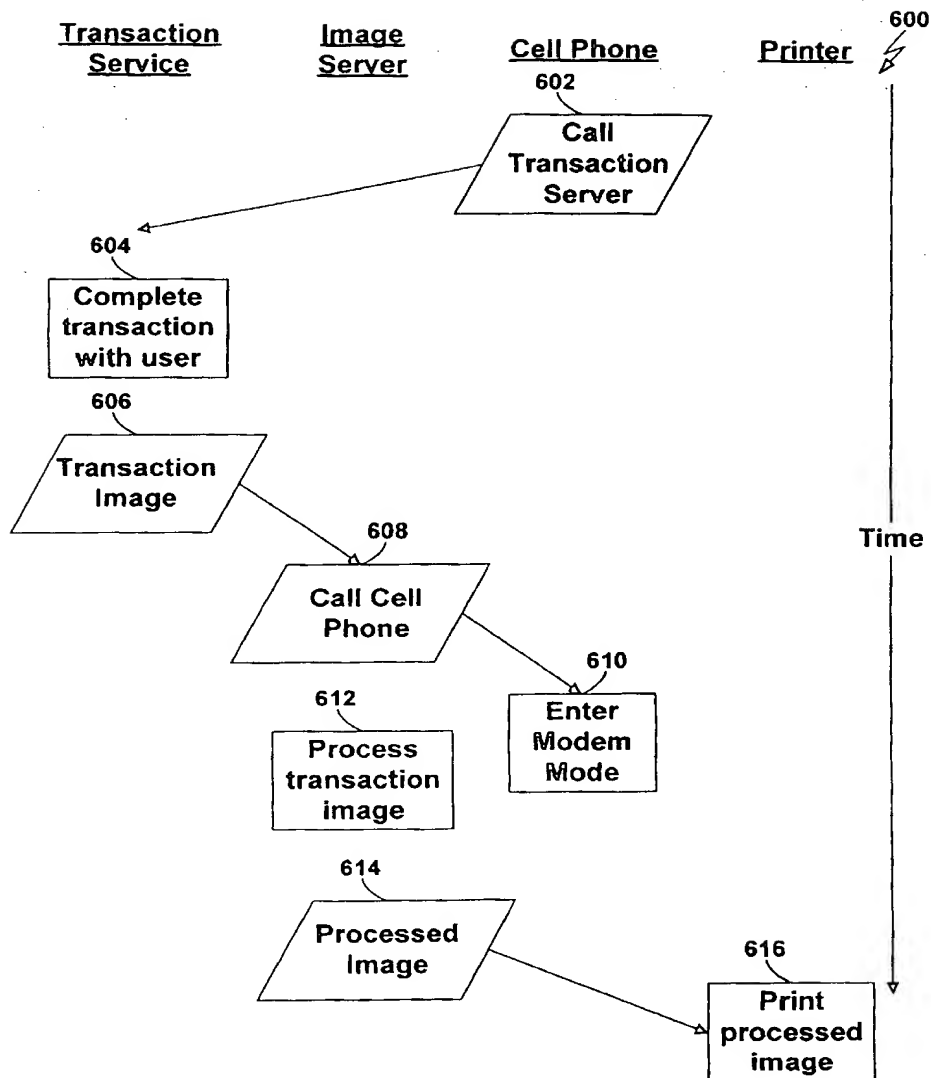 600
Transaction Service
Image Server
Cell Phone
Printer
602
Call
Transaction
Server
604
Complete
transaction
with user
606
Transaction
Image
608
Call Cell
Phone
Time
610
Enter
Modem
Mode
612
Process
transaction
image
614
Processed
Image
616
Print
processed
image